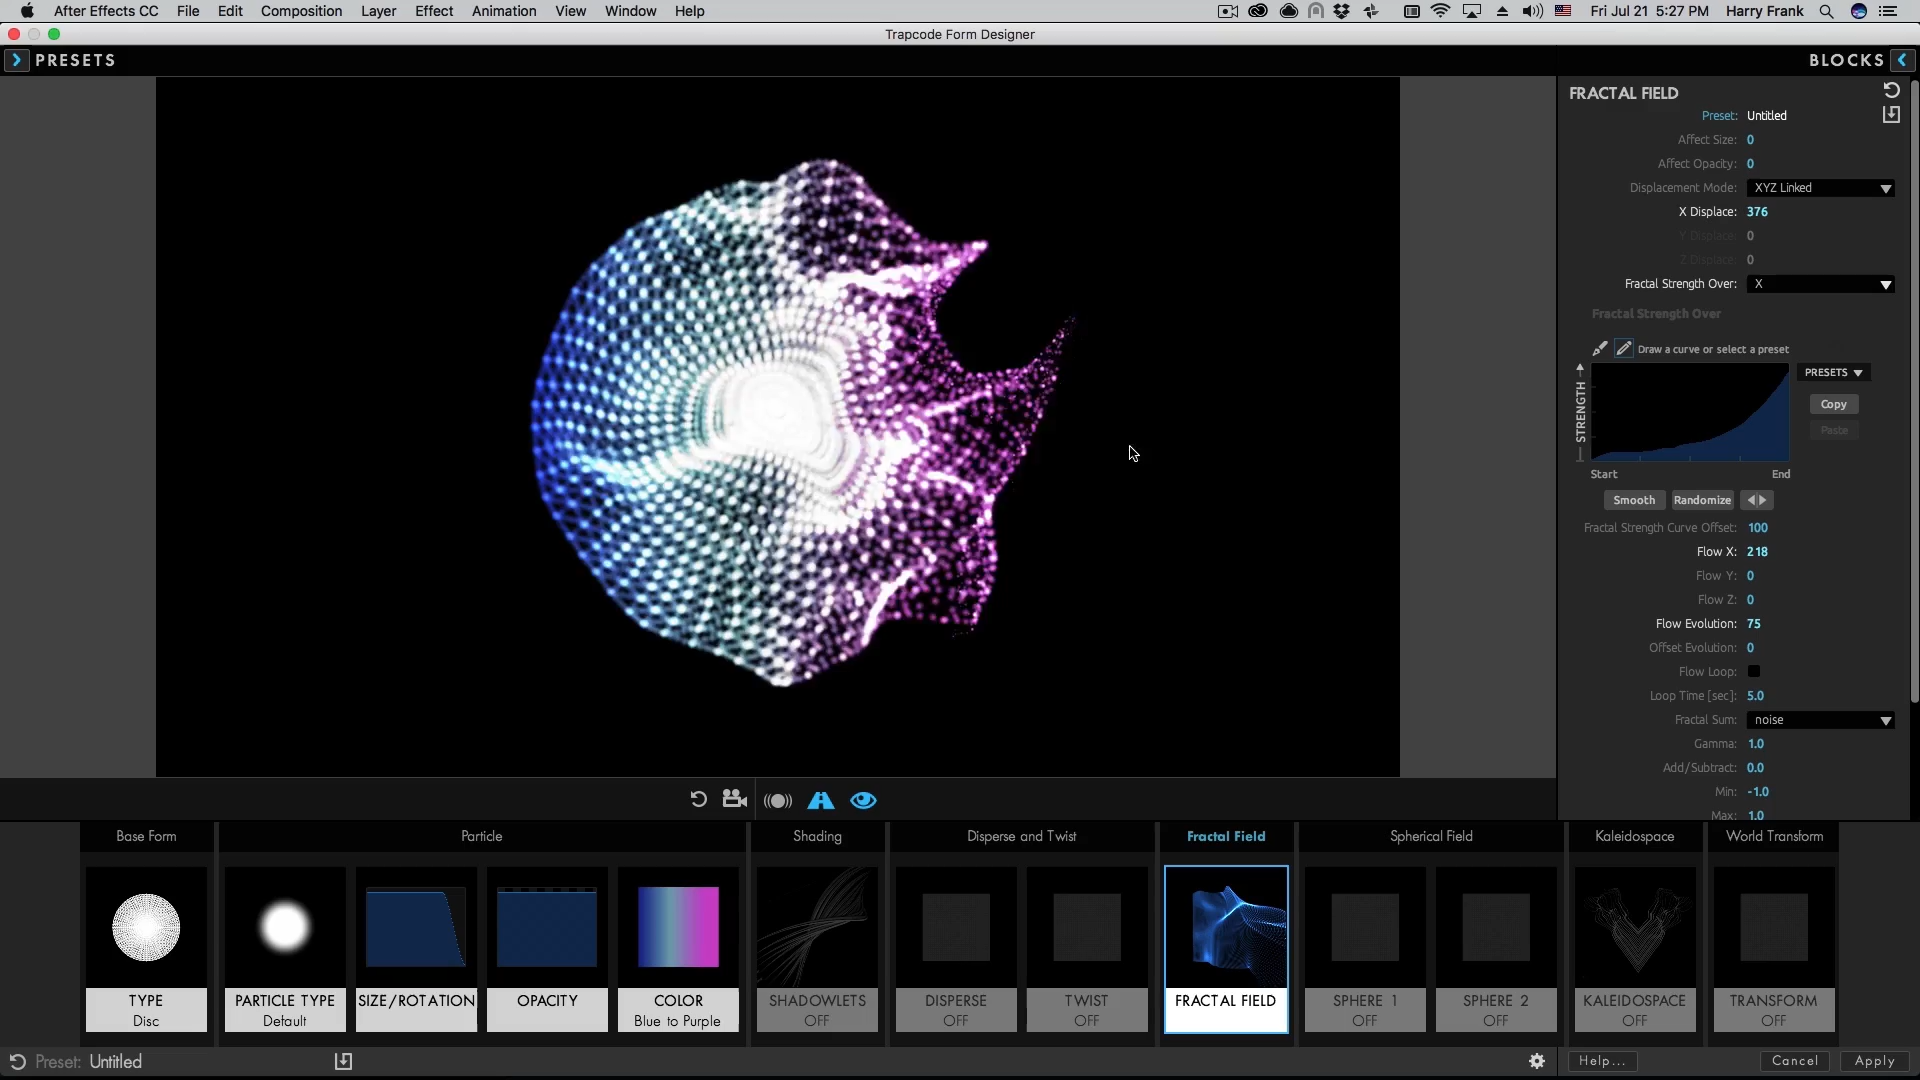 After Effects CC File Edit Composition Layer Effect Animation View Window Help Fri Jul 21 5:27 PM Harry Frank
Trapcode Form Designer
PRESETS
BLOCKS
FRACTAL FIELD
Preset: Untitled
Affect Size: 0
Affect Opacity: 0
Displacement Mode: XYZ Linked
X Displace: 376
Y Displace: 0
Z Displace: 0
Fractal Strength Over: X
Fractal Strength Over
Draw a curve or select a preset
STRENGTH
PRESETS
Copy
Paste
Start End
Smooth Randomize
Fractal Strength Curve Offset: 100
Flow X: 218
Flow Y: 0
Flow Z: 0
Flow Evolution: 75
Offset Evolution: 0
Flow Loop:
Loop Time [sec]: 5.0
Fractal Sum: noise
Gamma: 1.0
Add/Subtract: 0.0
Min: -1.0
Max: 1.0
Base Form Particle Shading Disperse and Twist Fractal Field Spherical Field Kaleidospace World Transform
TYPE PARTICLE TYPE SIZE/ROTATION OPACITY COLOR SHADOWLETS DISPERSE TWIST FRACTAL FIELD SPHERE 1 SPHERE 2 KALEIDOSPACE TRANSFORM
Disc Default Blue to Purple OFF OFF OFF OFF OFF OFF OFF
Preset: Untitled
Help... Cancel Apply